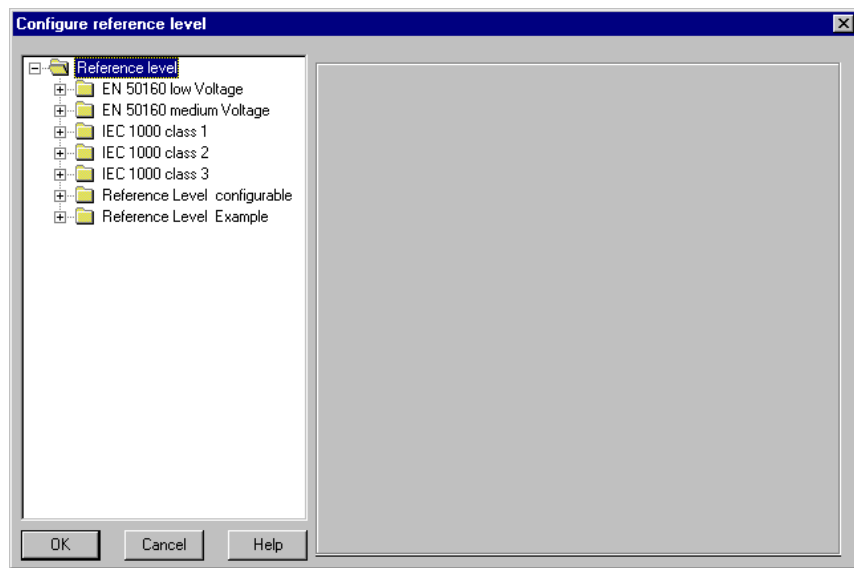 Configure reference level
Reference level
EN 50160 low Voltage
EN 50160 medium Voltage
IEC 1000 class 1
IEC 1000 class 2
IEC 1000 class 3
Reference Level  configurable
Reference Level  Example
OK Cancel Help